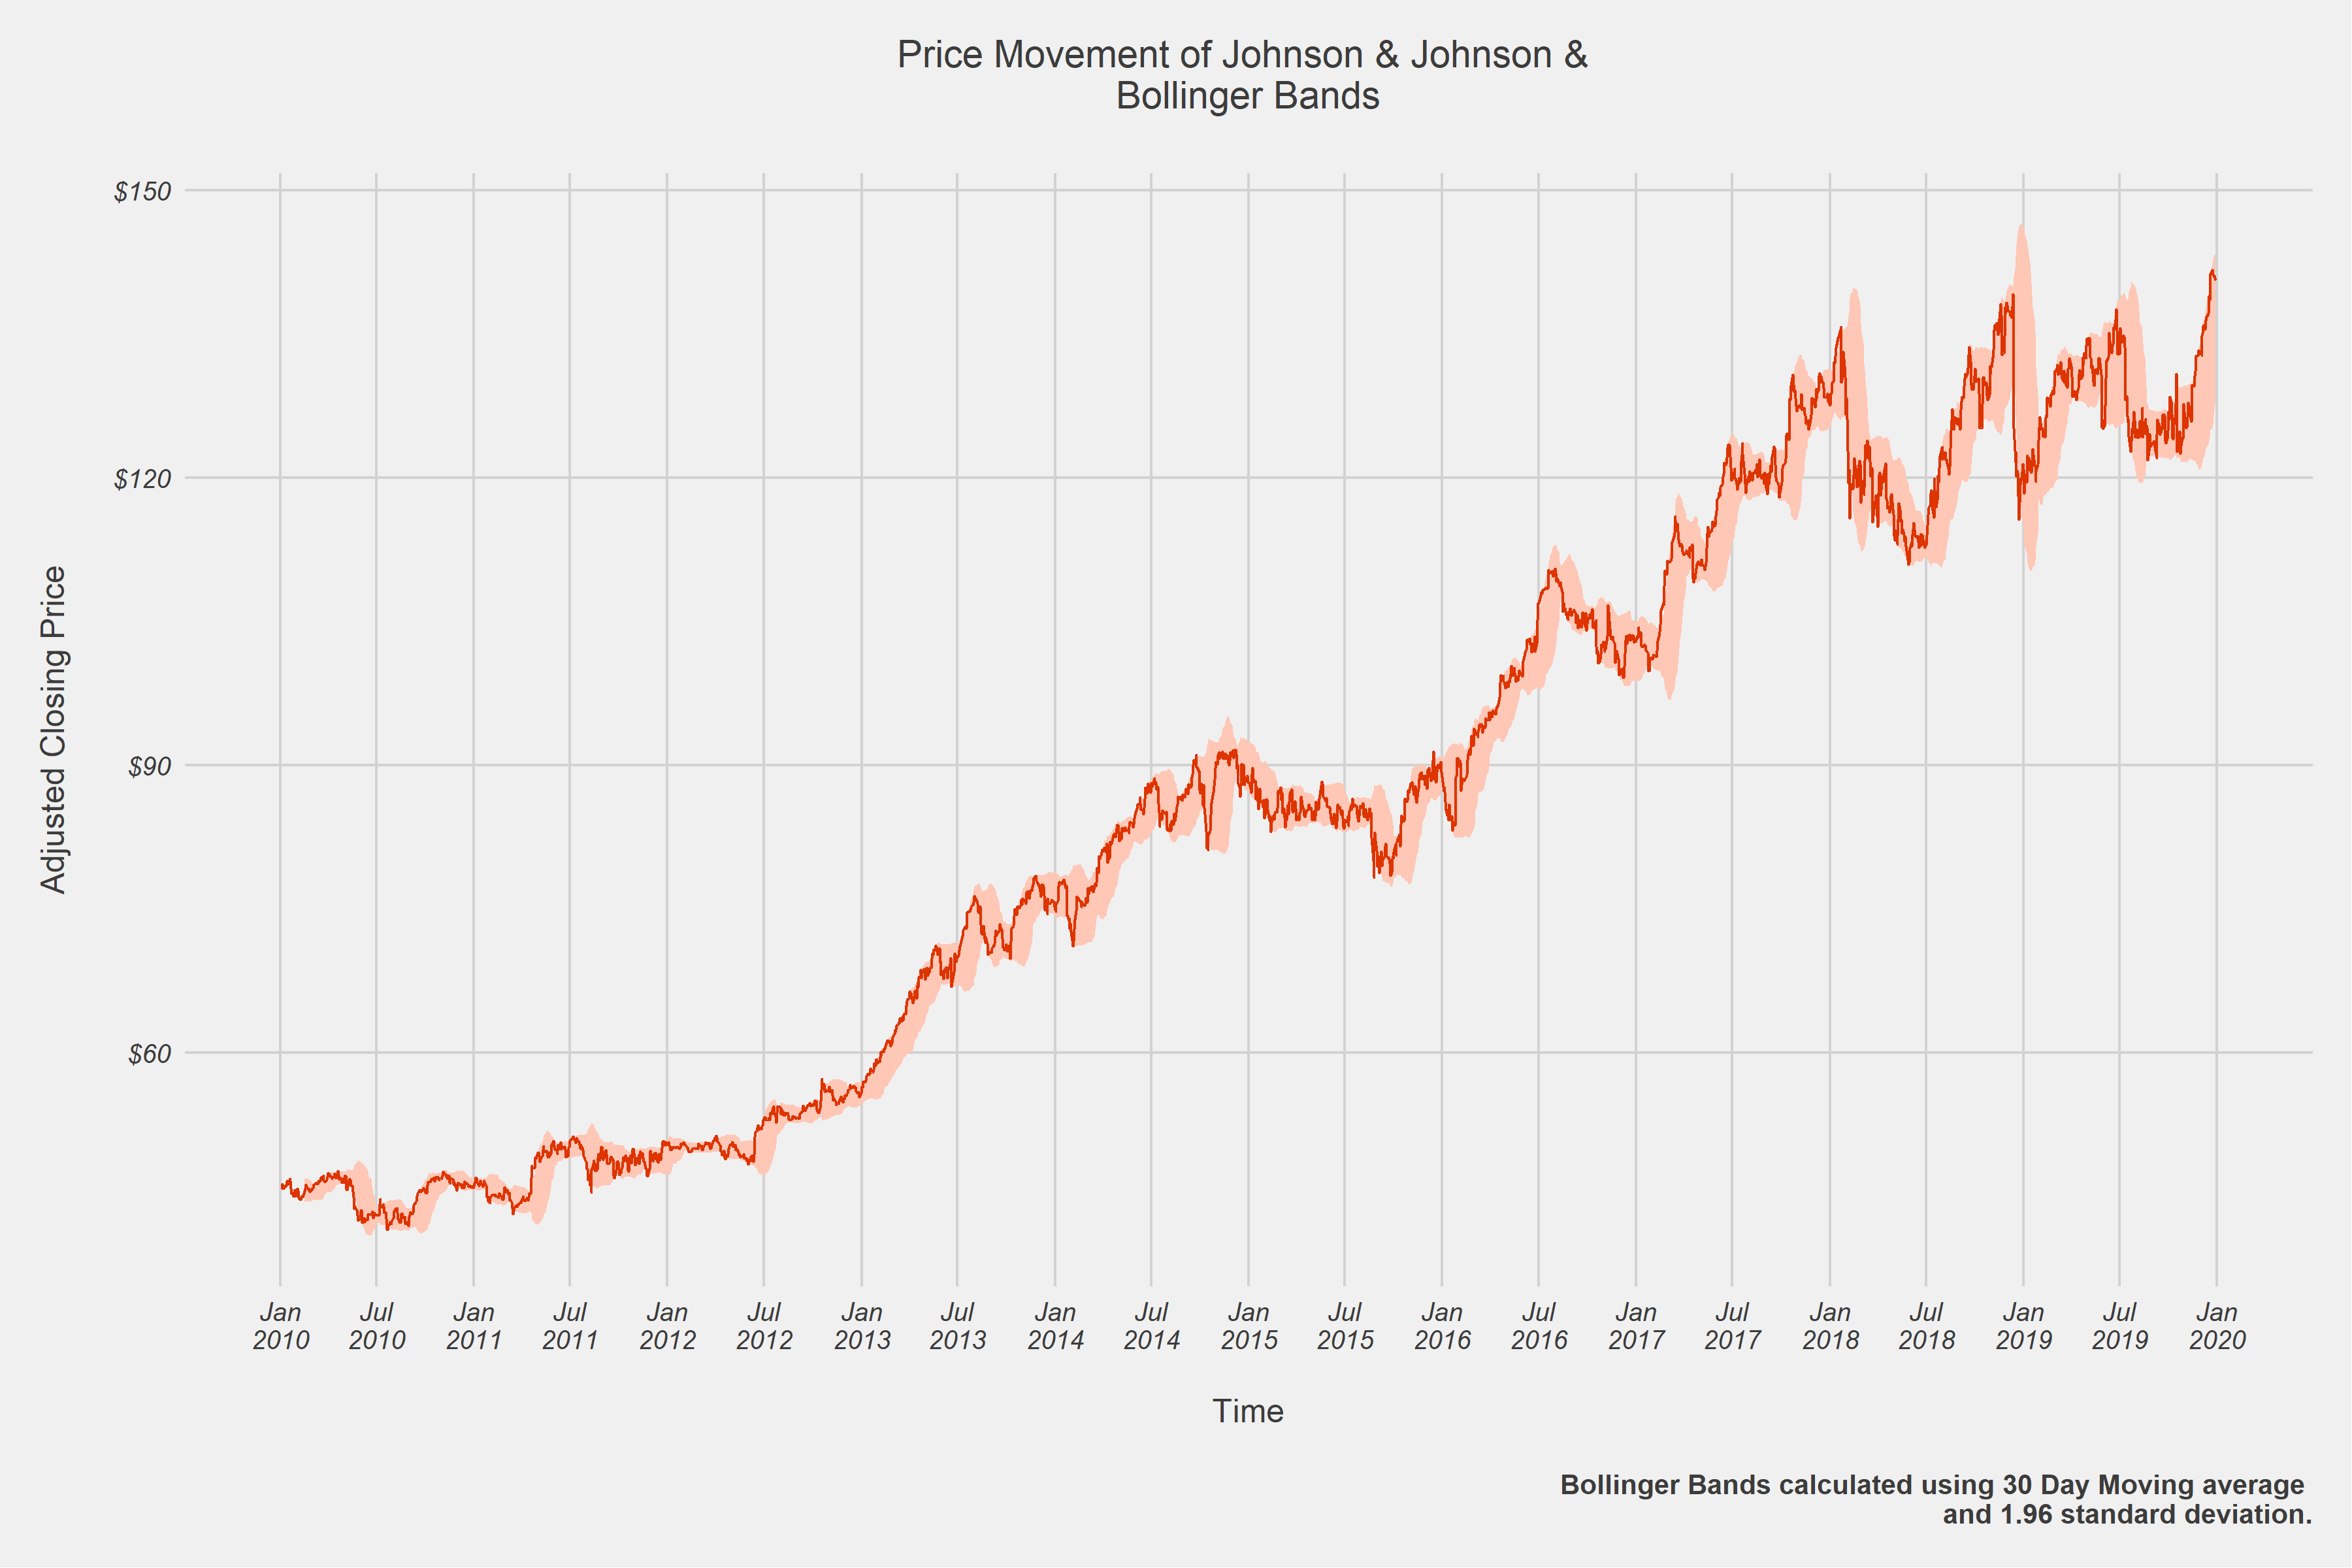 Price Movement of Johnson & Johnson &
Bollinger Bands
Adjusted Closing Price
$150
$120
$90
$60
Jan Jul Jan Jul Jan Jul Jan Jul Jan Jul Jan Jul Jan Jul Jan Jul Jan Jul Jan Jul Jan
2010 2010 2011 2011 2012 2012 2013 2013 2014 2014 2015 2015 2016 2016 2017 2017 2018 2018 2019 2019 2020
Time
Bollinger Bands calculated using 30 Day Moving average
and 1.96 standard deviation.